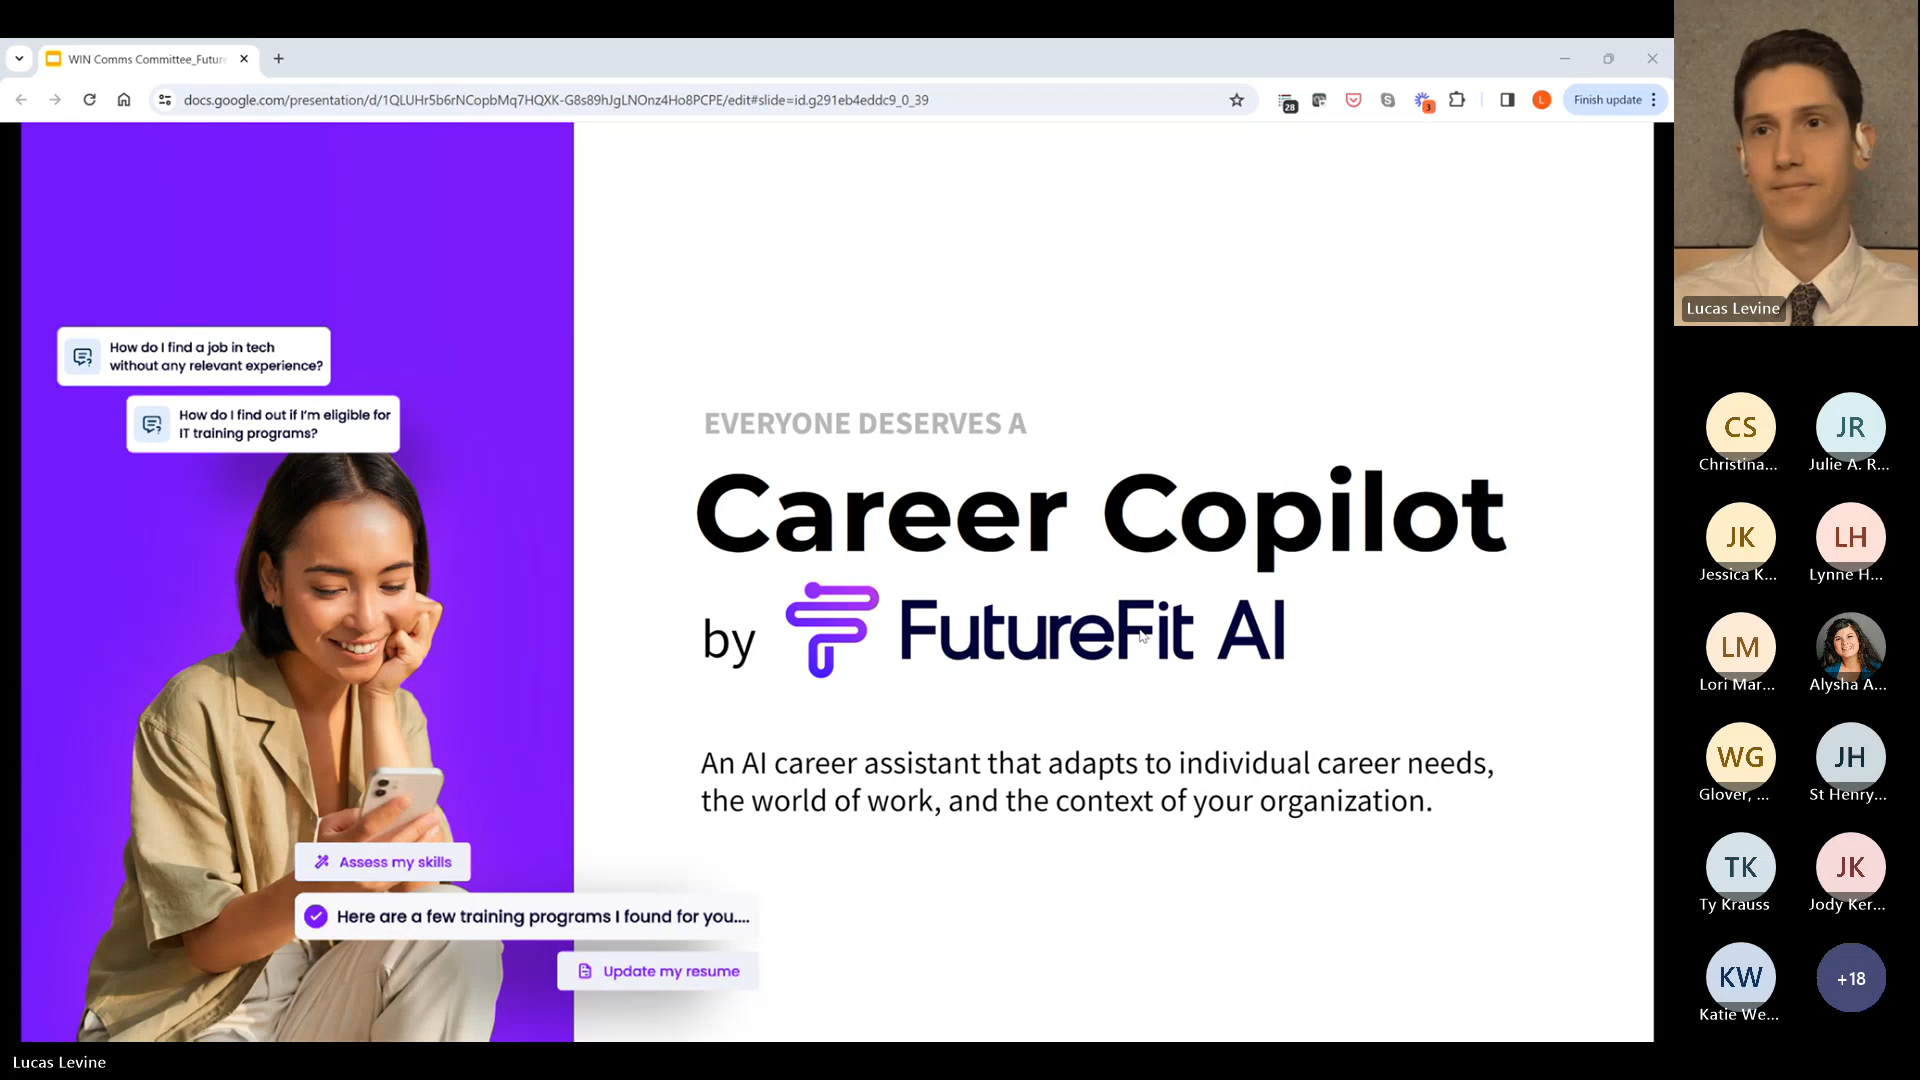 WIN Comms Committee_Future
docs.google.com/presentation/d/1QLUHr5b6rNCopbMq7HQXK-G8s89hJgLNOnz4Ho8PCPE/edit#slide=id.g291eb4eddc9_0_39
28
3
L
Finish update
How do I find a job in tech
without any relevant experience?
How do I find out if I'm eligible for
IT training programs?
EVERYONE DESERVES A
Career Copilot
by FutureFit AI
An AI career assistant that adapts to individual career needs,
the world of work, and the context of your organization.
Assess my skills
Here are a few training programs I found for you....
Update my resume
Lucas Levine
CS
Christina...
JR
Julie A. R...
JK
Jessica K...
LH
Lynne H...
LM
Lori Mar...
Alysha A...
WG
Glover, ...
JH
St Henry...
TK
Ty Krauss
JK
Jody Ker...
KW
Katie We...
+18
Lucas Levine